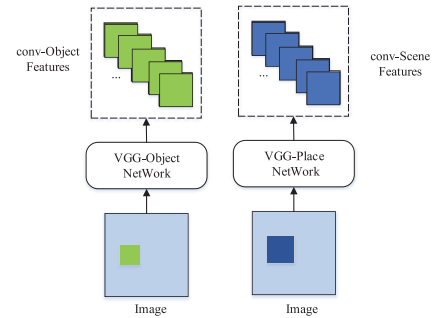 conv-Object
Features
...
conv-Scene
Features
...
VGG-Object
NetWork
VGG-Place
NetWork
Image
Image